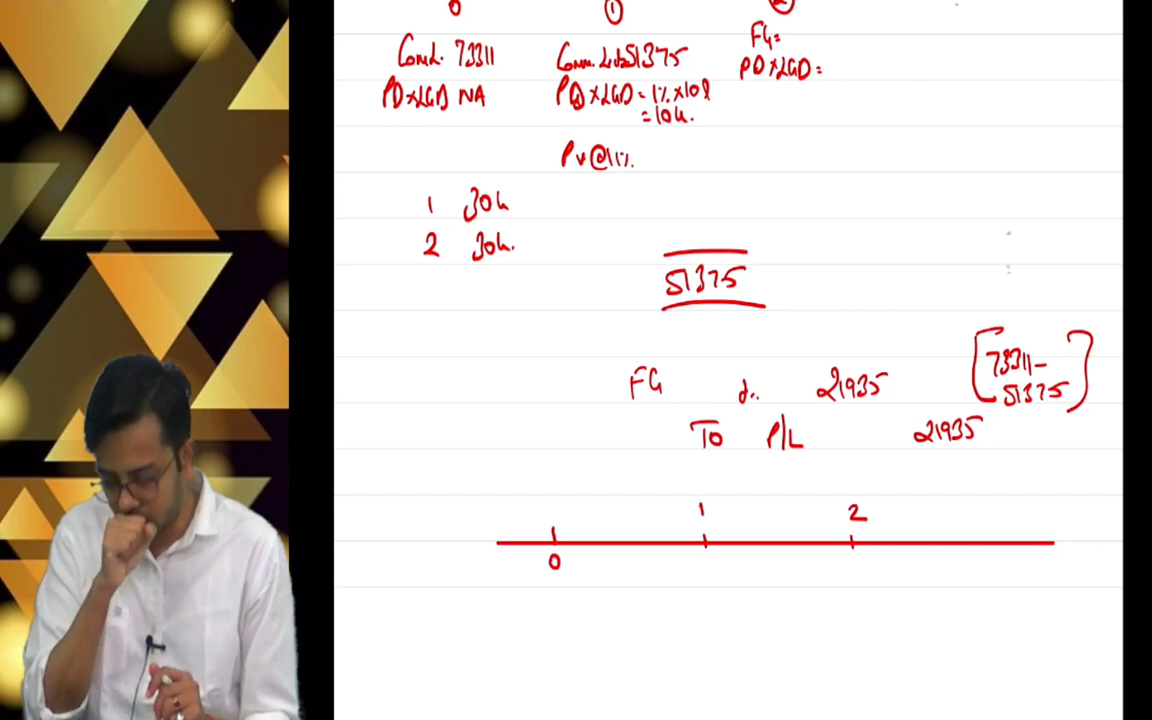 0 ① ②
Coml. 73311 Comm. 51375 FG=
PD×LGD NA PD×LGD = 1% × 10l PD×LGD =
= 10k.
PV@11%
1 30k
2 30k.
51375
FG dr. 21935 [73311–
51375]
To P/L 21935
1 2
0